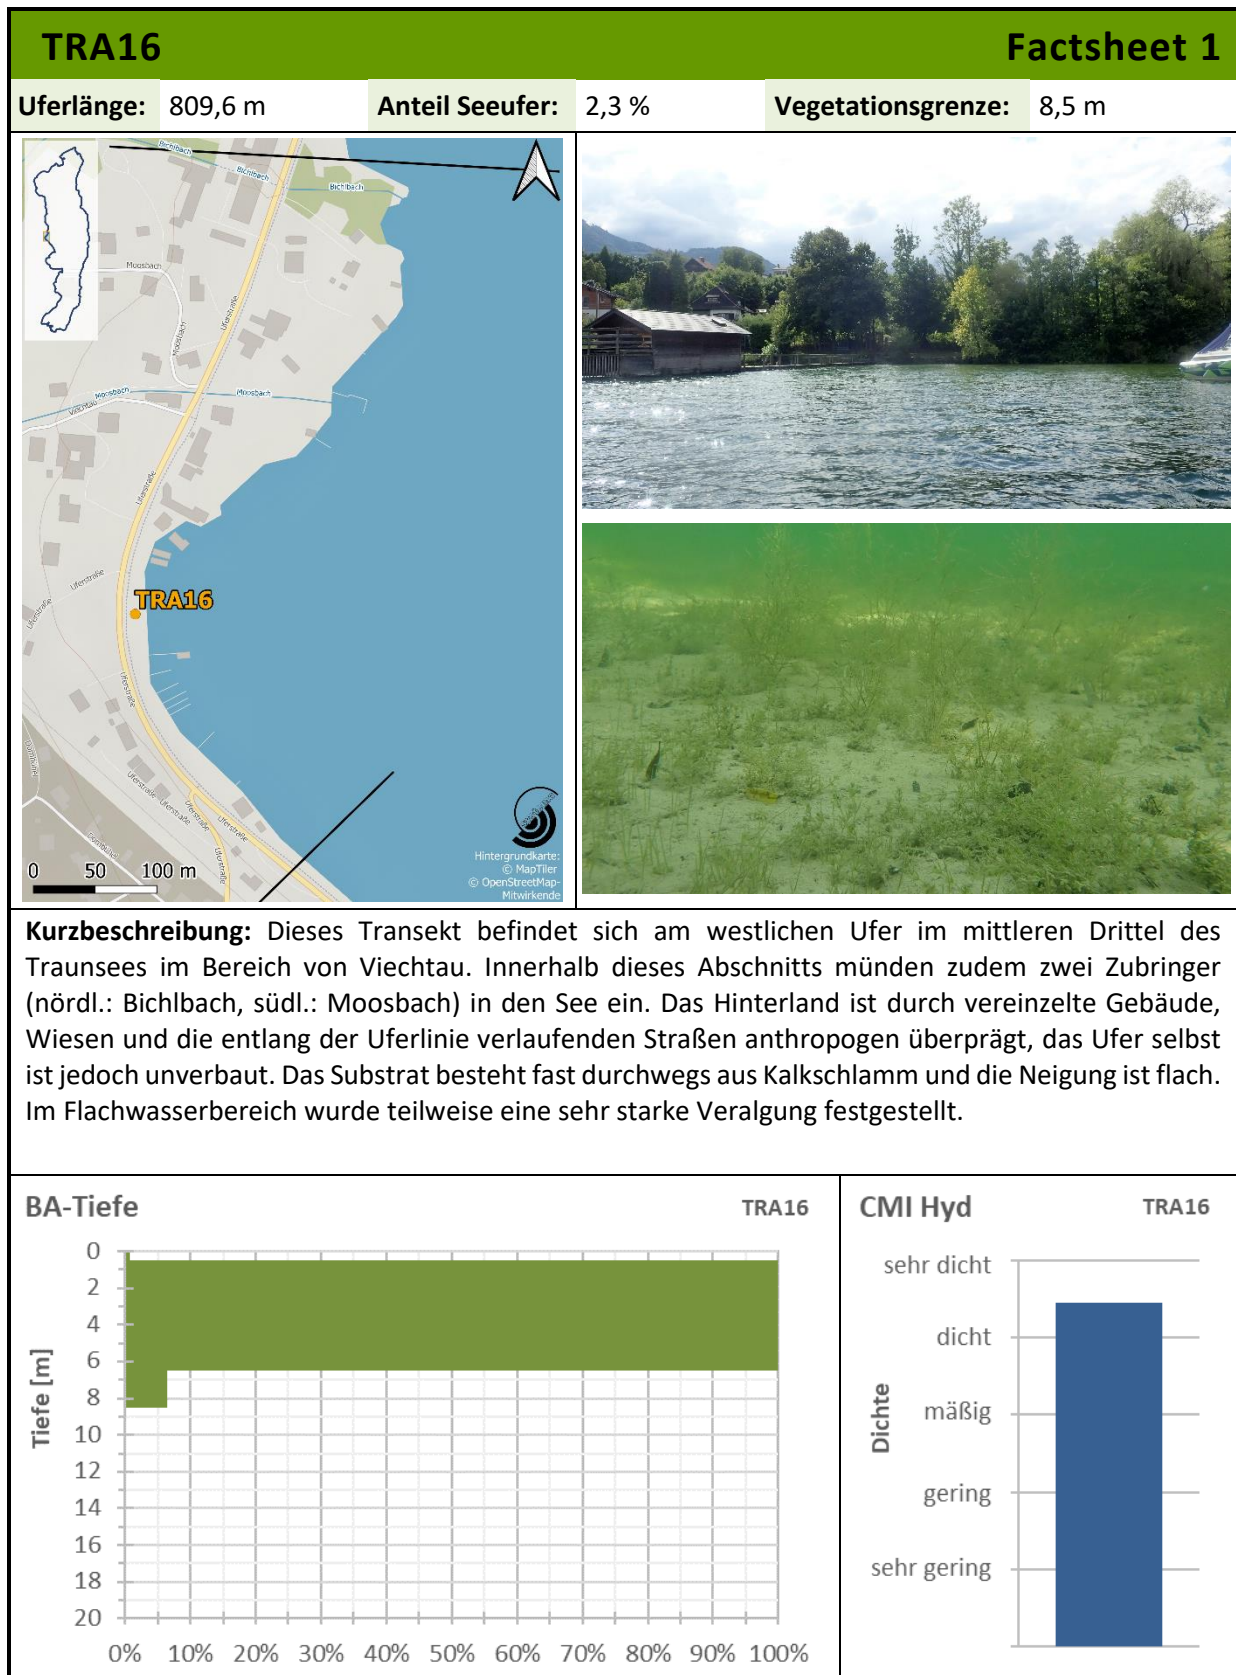 TRA16 Factsheet 1
Uferlänge: 809,6 m Anteil Seeufer: 2,3 % Vegetationsgrenze: 8,5 m
Bichlbach
Bichlbach
Bichlbach
Moosbach
Uferstraße
Moosbach
Moosbach
Moosbach
Viechtau
Uferstraße
Uferstraße
Uferstraße
TRA16
Uferstraße
Uferstraße
Uferstraße
Uferstraße
Uferstraße
Uferstraße
Uferstraße
0 50 100 m
Hintergrundkarte:
© MapTiler
© OpenStreetMap-
Mitwirkende
Kurzbeschreibung: Dieses Transekt befindet sich am westlichen Ufer im mittleren Drittel des
Traunsees im Bereich von Viechtau. Innerhalb dieses Abschnitts münden zudem zwei Zubringer
(nördl.: Bichlbach, südl.: Moosbach) in den See ein. Das Hinterland ist durch vereinzelte Gebäude,
Wiesen und die entlang der Uferlinie verlaufenden Straßen anthropogen überprägt, das Ufer selbst
ist jedoch unverbaut. Das Substrat besteht fast durchwegs aus Kalkschlamm und die Neigung ist flach.
Im Flachwasserbereich wurde teilweise eine sehr starke Veralgung festgestellt.
BA-Tiefe TRA16
Tiefe [m]
0
2
4
6
8
10
12
14
16
18
20
0% 10% 20% 30% 40% 50% 60% 70% 80% 90% 100%
CMI Hyd TRA16
Dichte
sehr dicht
dicht
mäßig
gering
sehr gering